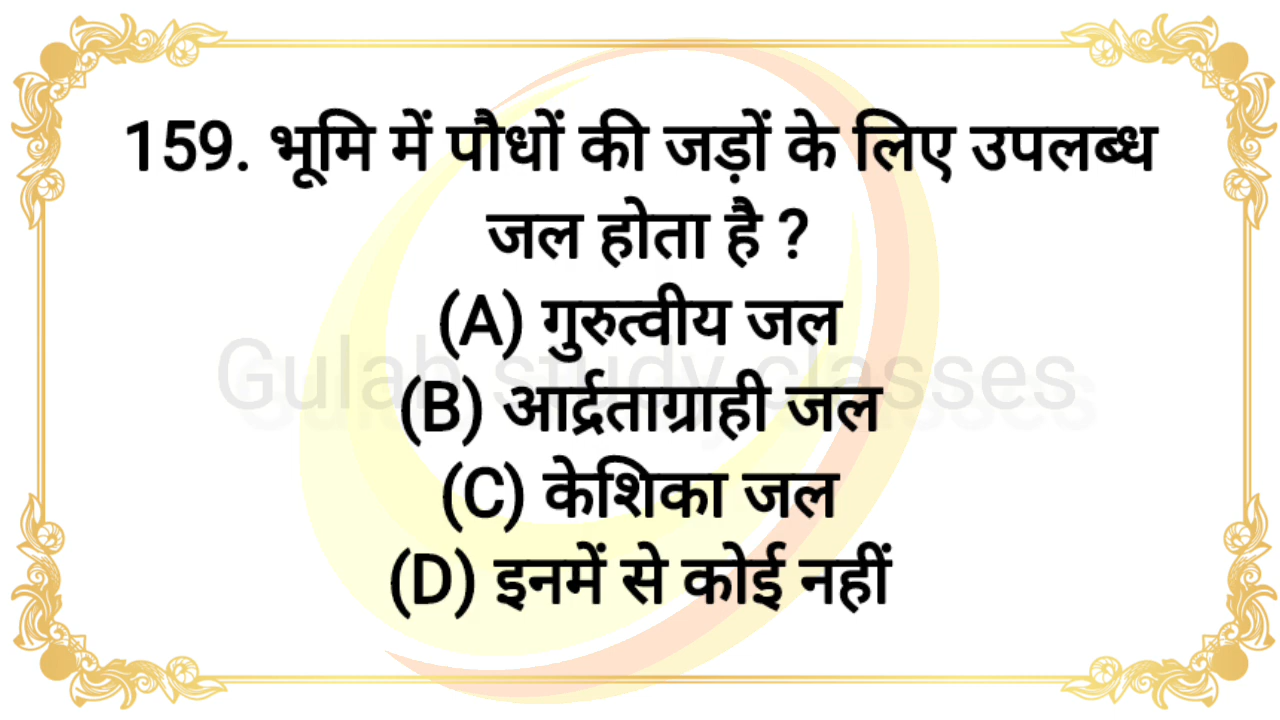 159. भूमि में पौधों की जड़ों के लिए उपलब्ध
जल होता है ?
(A) गुरुत्वीय जल
Gulab study classes
(B) आर्द्रताग्राही जल
(C) केशिका जल
(D) इनमें से कोई नहीं